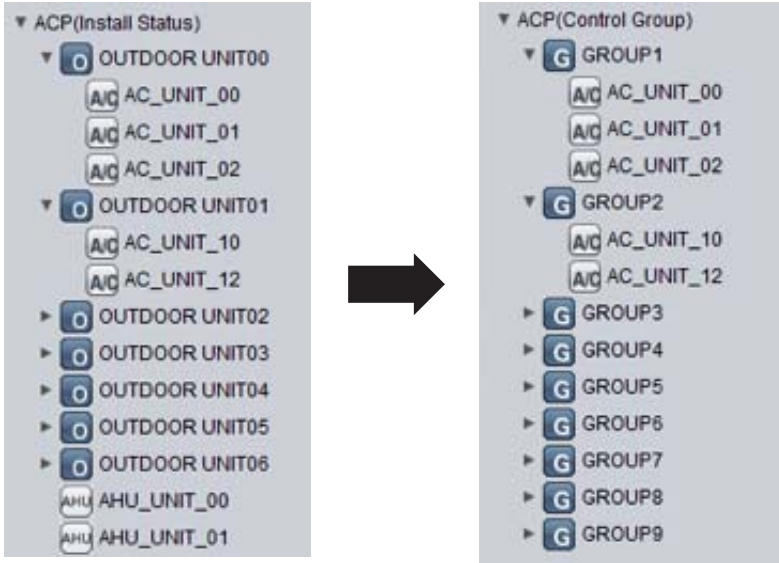 ACP(Install Status)
O OUTDOOR UNIT00
A/C AC_UNIT_00
A/C AC_UNIT_01
A/C AC_UNIT_02
O OUTDOOR UNIT01
A/C AC_UNIT_10
A/C AC_UNIT_12
O OUTDOOR UNIT02
O OUTDOOR UNIT03
O OUTDOOR UNIT04
O OUTDOOR UNIT05
O OUTDOOR UNIT06
AHU AHU_UNIT_00
AHU AHU_UNIT_01
ACP(Control Group)
G GROUP1
A/C AC_UNIT_00
A/C AC_UNIT_01
A/C AC_UNIT_02
G GROUP2
A/C AC_UNIT_10
A/C AC_UNIT_12
G GROUP3
G GROUP4
G GROUP5
G GROUP6
G GROUP7
G GROUP8
G GROUP9